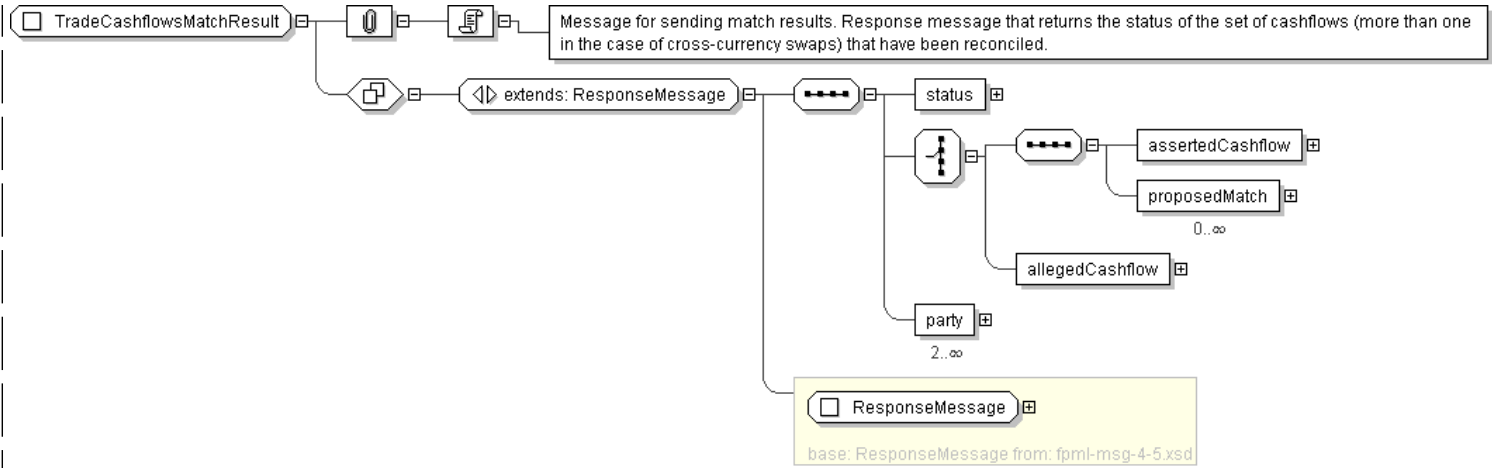 TradeCashflowsMatchResult
Message for sending match results. Response message that returns the status of the set of cashflows (more than one
in the case of cross-currency swaps) that have been reconciled.
extends: ResponseMessage
status
assertedCashflow
proposedMatch
0..∞
allegedCashflow
party
2..∞
ResponseMessage
base: ResponseMessage from: fpml-msg-4-5.xsd